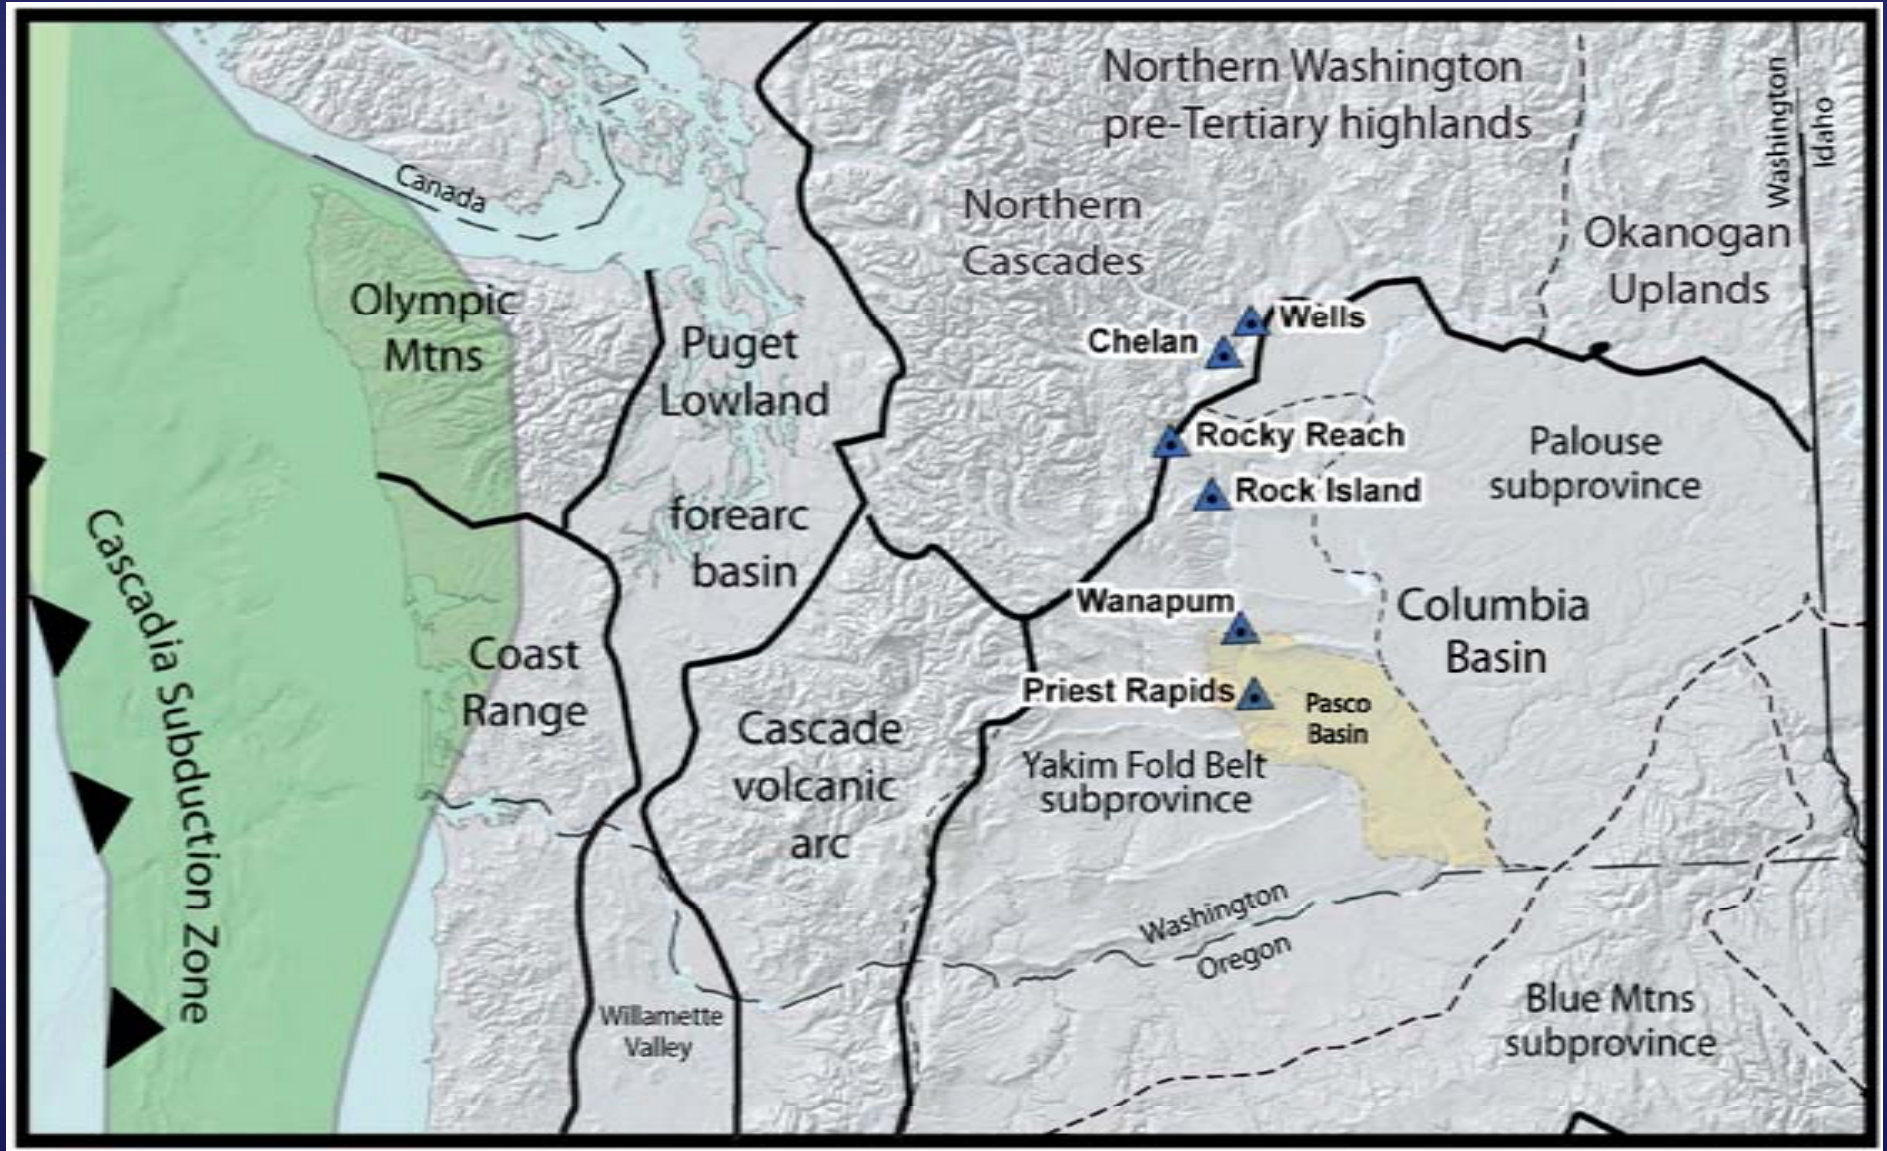 Northern Washington
pre-Tertiary highlands
Washington
Idaho
Canada
Northern
Cascades
Okanogan
Uplands
Olympic
Mtns
Puget
Lowland
Wells
Chelan
Rocky Reach
Palouse
subprovince
Rock Island
forearc
basin
Cascadia Subduction Zone
Wanapum
Columbia
Basin
Coast
Range
Priest Rapids
Pasco
Basin
Cascade
volcanic
arc
Yakim Fold Belt
subprovince
Washington
Oregon
Willamette
Valley
Blue Mtns
subprovince